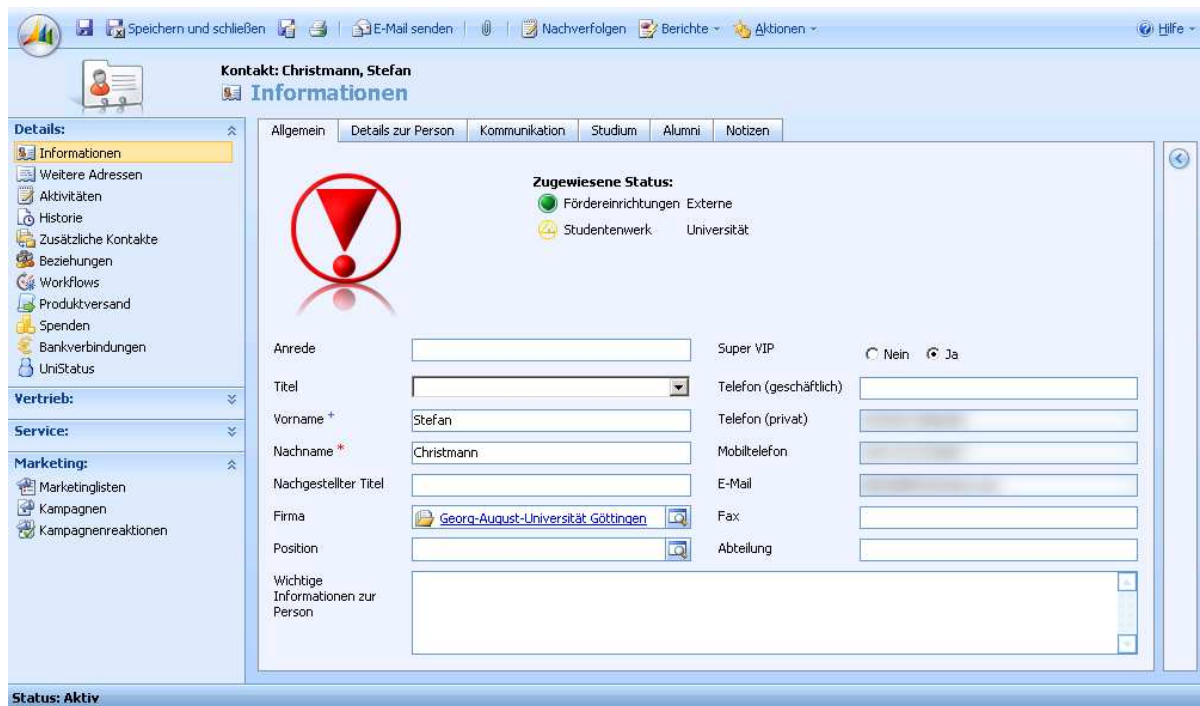 Speichern und schließen E-Mail senden Nachverfolgen Berichte Aktionen Hilfe
Kontakt: Christmann, Stefan
Informationen
Details:
Informationen
Weitere Adressen
Aktivitäten
Historie
Zusätzliche Kontakte
Beziehungen
Workflows
Produktversand
Spenden
Bankverbindungen
UniStatus
Vertrieb:
Service:
Marketing:
Marketinglisten
Kampagnen
Kampagnenreaktionen
Allgemein Details zur Person Kommunikation Studium Alumni Notizen
Zugewiesene Status:
Fördereinrichtungen Externe
Studentenwerk Universität
Anrede Super VIP Nein Ja
Titel Telefon (geschäftlich)
Vorname + Stefan Telefon (privat)
Nachname * Christmann Mobiltelefon
Nachgestellter Titel E-Mail
Firma Georg-August-Universität Göttingen Fax
Position Abteilung
Wichtige
Informationen zur
Person
Status: Aktiv